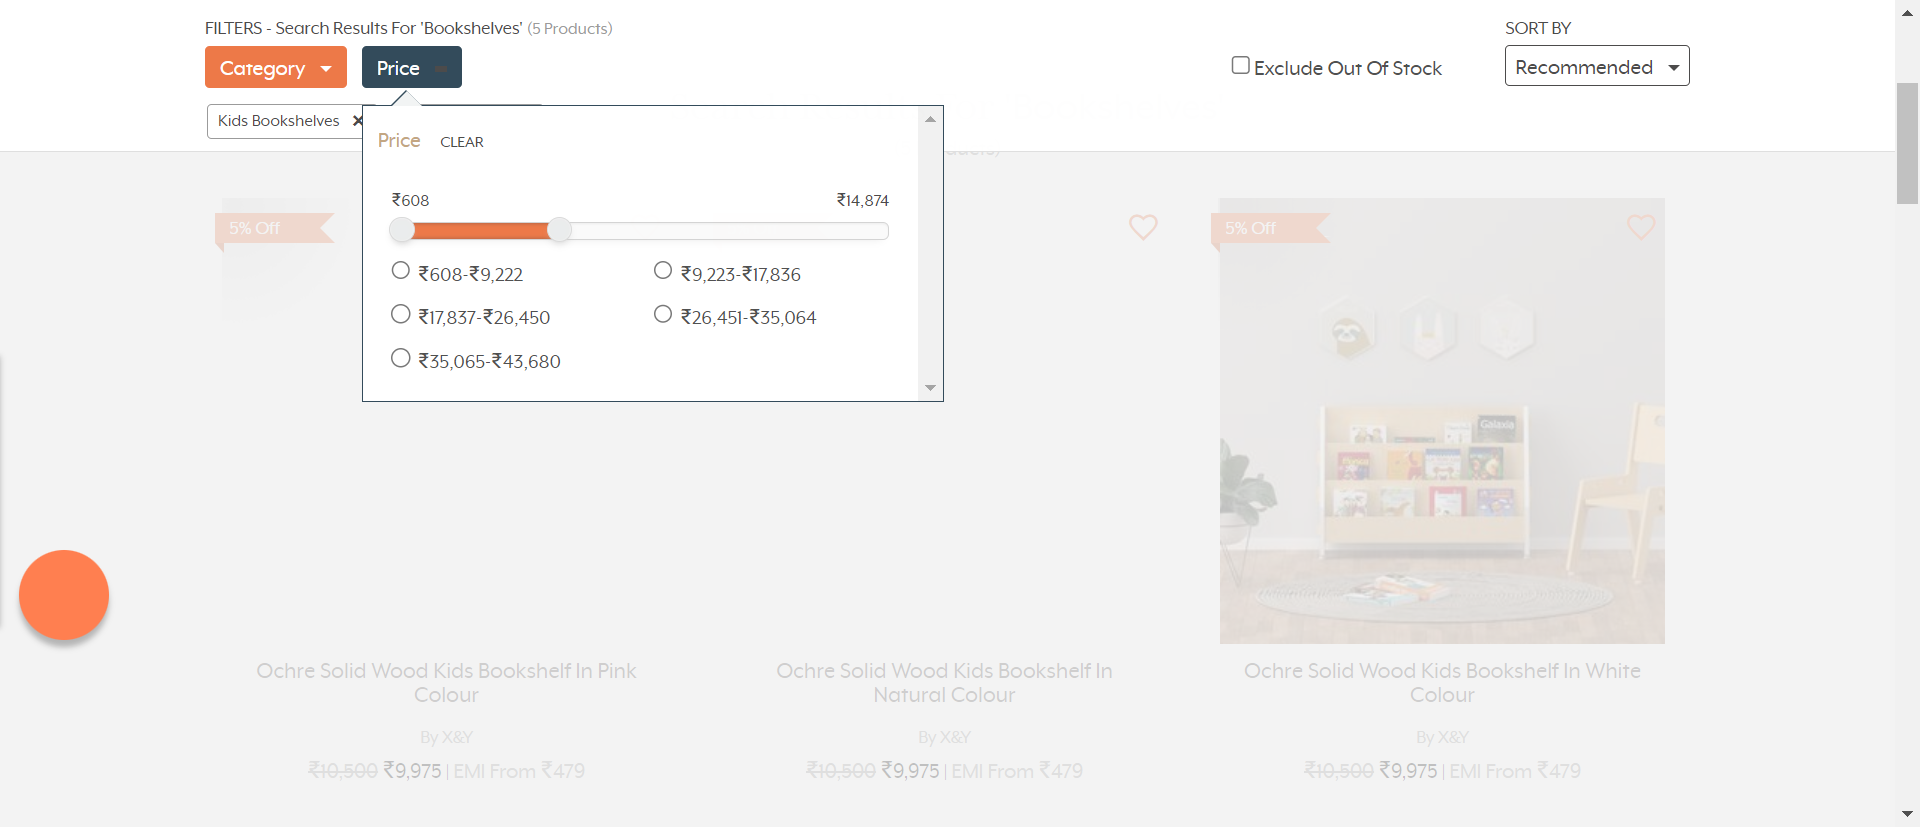 FILTERS - Search Results For 'Bookshelves' (5 Products)
SORT BY
Category
Price
Exclude Out Of Stock
Recommended
Kids Bookshelves ×
Price CLEAR
₹608
₹14,874
₹608-₹9,222
₹9,223-₹17,836
₹17,837-₹26,450
₹26,451-₹35,064
₹35,065-₹43,680
5% Off
5% Off
Galaxia
Ochre Solid Wood Kids Bookshelf In Pink
Colour
By X&Y
₹10,500 ₹9,975 | EMI From ₹479
Ochre Solid Wood Kids Bookshelf In
Natural Colour
By X&Y
₹10,500 ₹9,975 | EMI From ₹479
Ochre Solid Wood Kids Bookshelf In White
Colour
By X&Y
₹10,500 ₹9,975 | EMI From ₹479